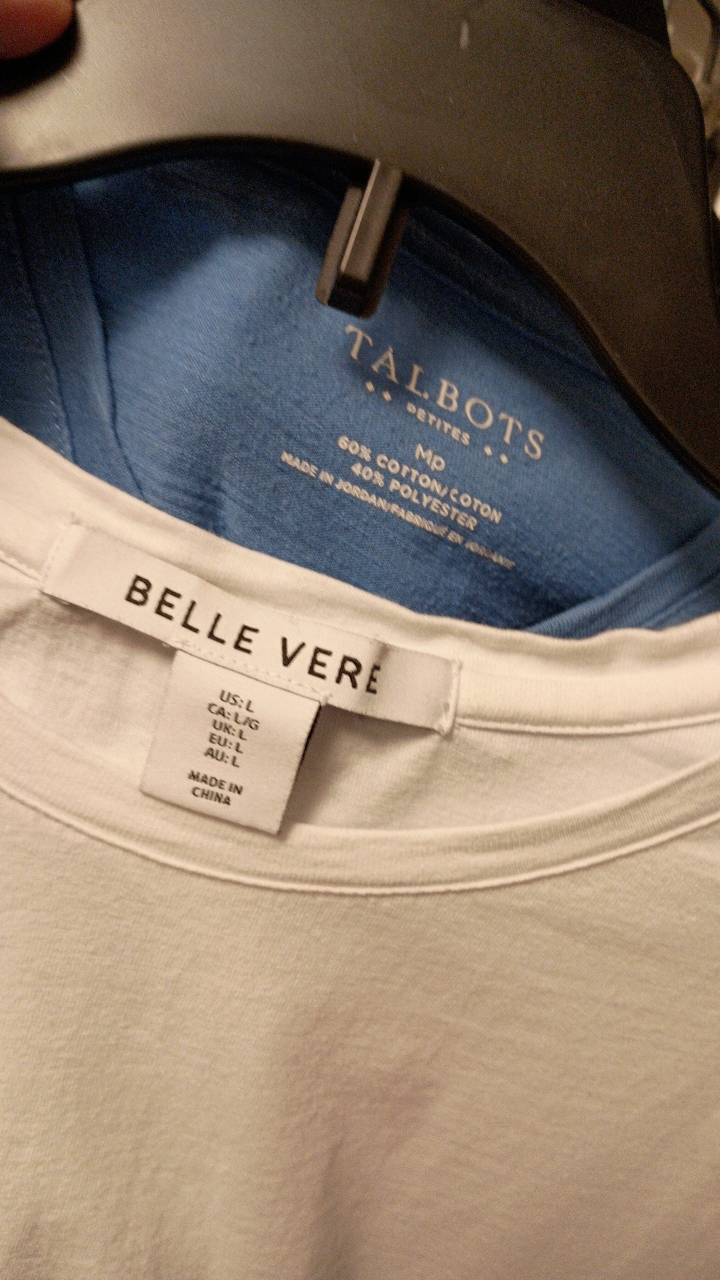 TALBOTS
PETITES
Mp
60% COTTON/COTON
40% POLYESTER
MADE IN JORDAN/FABRIQUÉ EN JORDANIE
BELLE VERE
US: L
CA: L/G
UK: L
EU: L
AU: L
MADE IN
CHINA